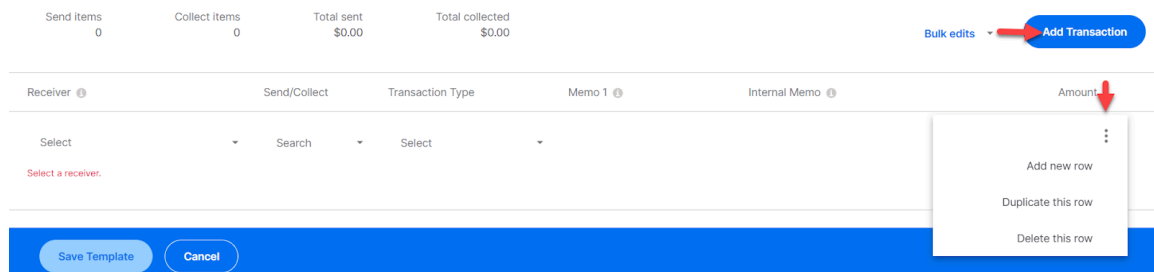 Send items Collect items Total sent Total collected
0 0 $0.00 $0.00
Bulk edits Add Transaction
Receiver Send/Collect Transaction Type Memo 1 Internal Memo Amount
Select Search Select
Select a receiver.
Add new row
Duplicate this row
Delete this row
Save Template Cancel